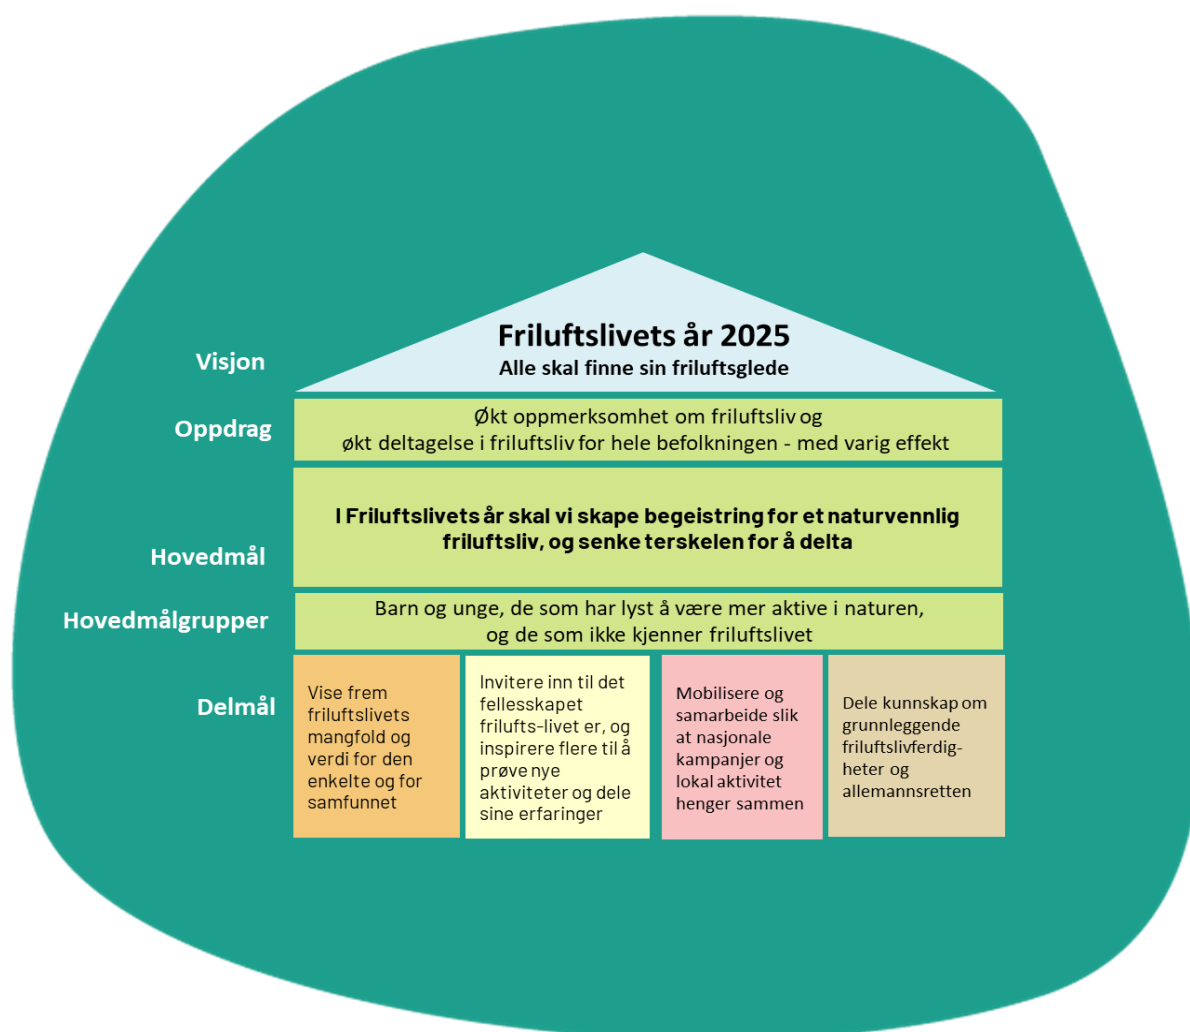 Friluftslivets år 2025
Visjon
Alle skal finne sin friluftsglede
Oppdrag
Økt oppmerksomhet om friluftsliv og
økt deltagelse i friluftsliv for hele befolkningen - med varig effekt
Hovedmål
I Friluftslivets år skal vi skape begeistring for et naturvennlig
friluftsliv, og senke terskelen for å delta
Hovedmålgrupper
Barn og unge, de som har lyst å være mer aktive i naturen,
og de som ikke kjenner friluftslivet
Delmål
Vise frem
friluftslivets
mangfold og
verdi for den
enkelte og for
samfunnet
Invitere inn til det
fellesskapet
frilufts-livet er, og
inspirere flere til å
prøve nye
aktiviteter og dele
sine erfaringer
Mobilisere og
samarbeide slik
at nasjonale
kampanjer og
lokal aktivitet
henger sammen
Dele kunnskap om
grunnleggende
friluftslivferdig-
heter og
allemannsretten